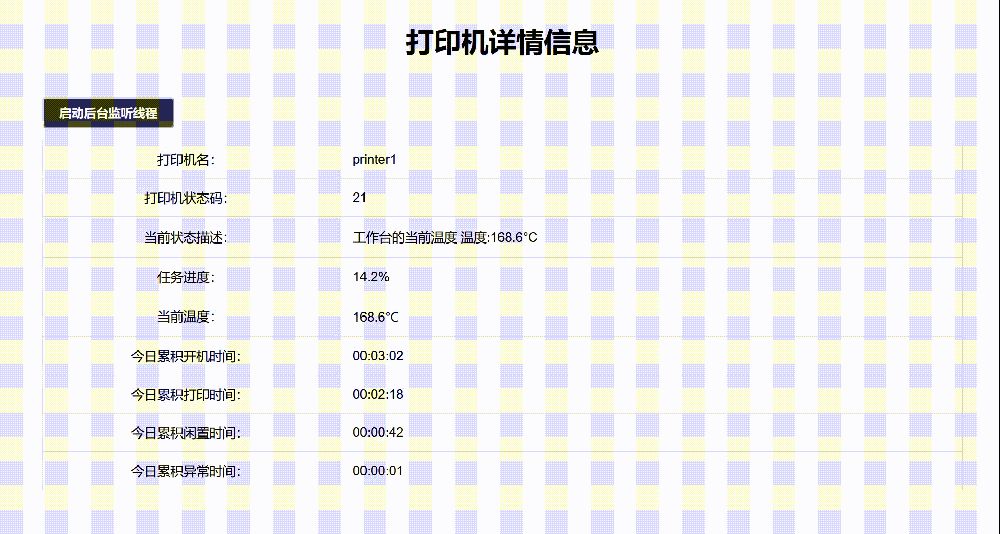 打印机详情信息
启动后台监听线程
打印机名： printer1
打印机状态码： 21
当前状态描述： 工作台的当前温度 温度:168.6°C
任务进度： 14.2%
当前温度： 168.6℃
今日累积开机时间： 00:03:02
今日累积打印时间： 00:02:18
今日累积闲置时间： 00:00:42
今日累积异常时间： 00:00:01